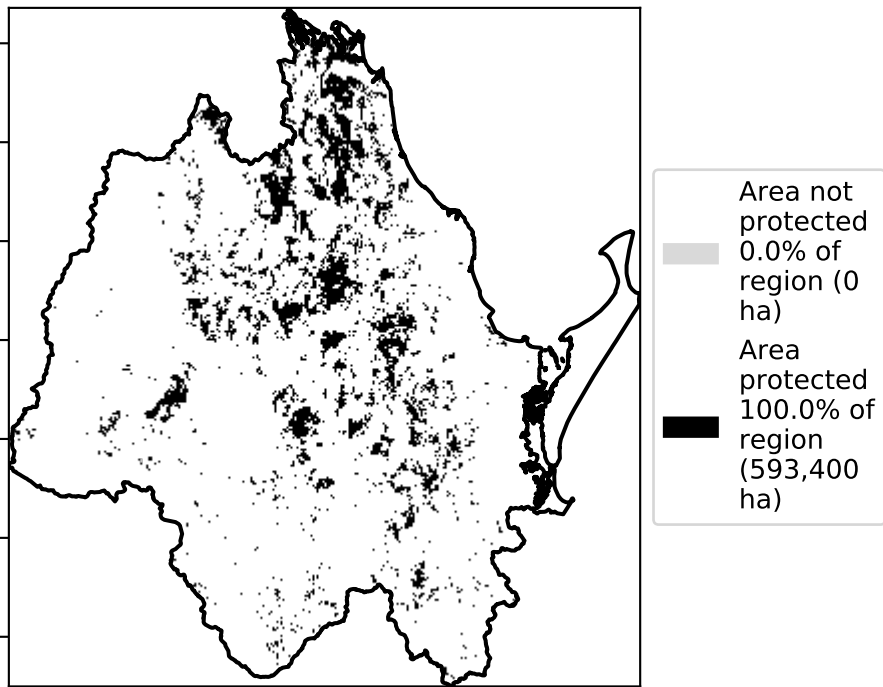 Area not
protected
0.0% of
region (0
ha)
Area
protected
100.0% of
region
(593,400
ha)